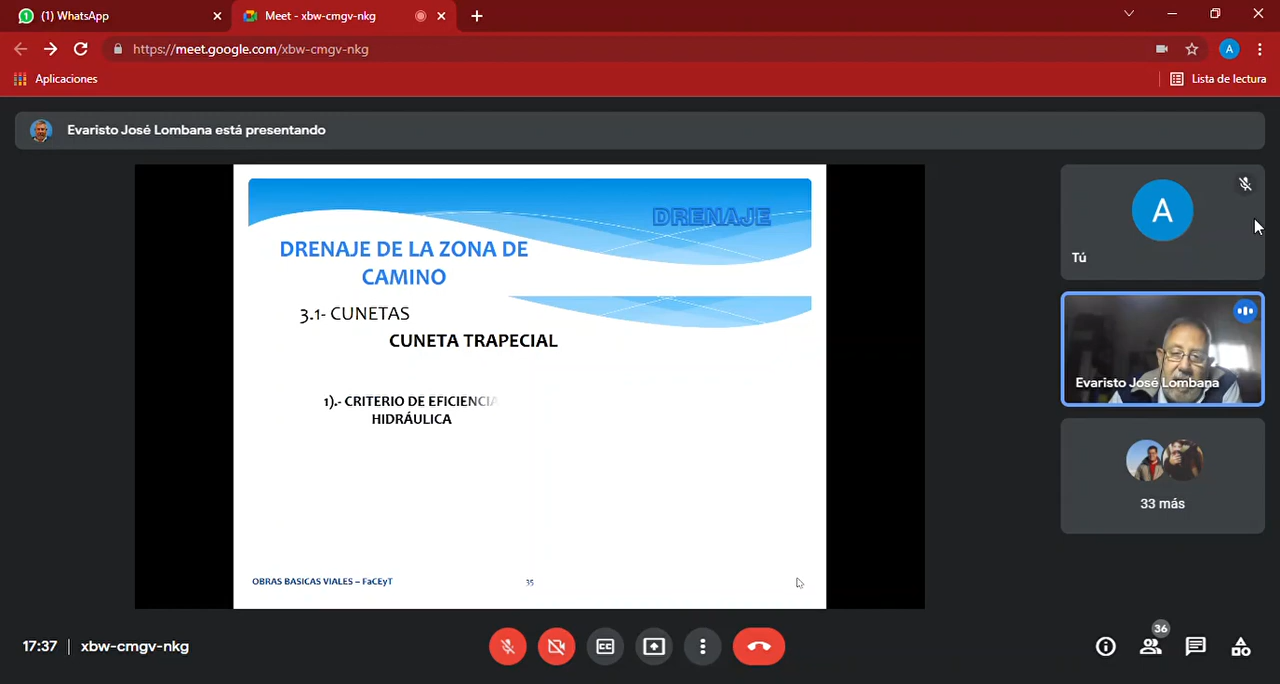 (1) WhatsApp
Meet - xbw-cmgv-nkg
https://meet.google.com/xbw-cmgv-nkg
A
Aplicaciones
Lista de lectura
Evaristo José Lombana está presentando
DRENAJE
DRENAJE DE LA ZONA DE
CAMINO
3.1- CUNETAS
CUNETA TRAPECIAL
1).- CRITERIO DE EFICIENCIA
HIDRÁULICA
OBRAS BASICAS VIALES – FaCEyT
35
A
Tú
Evaristo José Lombana
33 más
17:37 | xbw-cmgv-nkg
CC
36